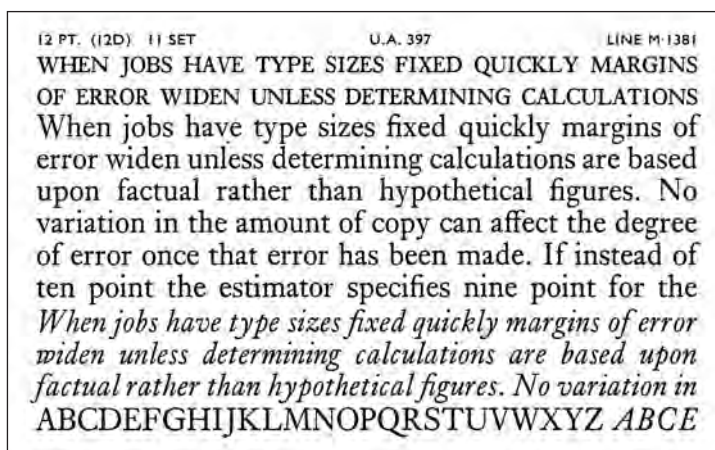 12 PT. (12D) 11 SET U.A. 397 LINE M·1381
WHEN JOBS HAVE TYPE SIZES FIXED QUICKLY MARGINS
OF ERROR WIDEN UNLESS DETERMINING CALCULATIONS
When jobs have type sizes fixed quickly margins of
error widen unless determining calculations are based
upon factual rather than hypothetical figures. No
variation in the amount of copy can affect the degree
of error once that error has been made. If instead of
ten point the estimator specifies nine point for the
When jobs have type sizes fixed quickly margins of error
widen unless determining calculations are based upon
factual rather than hypothetical figures. No variation in
ABCDEFGHIJKLMNOPQRSTUVWXYZ ABCE